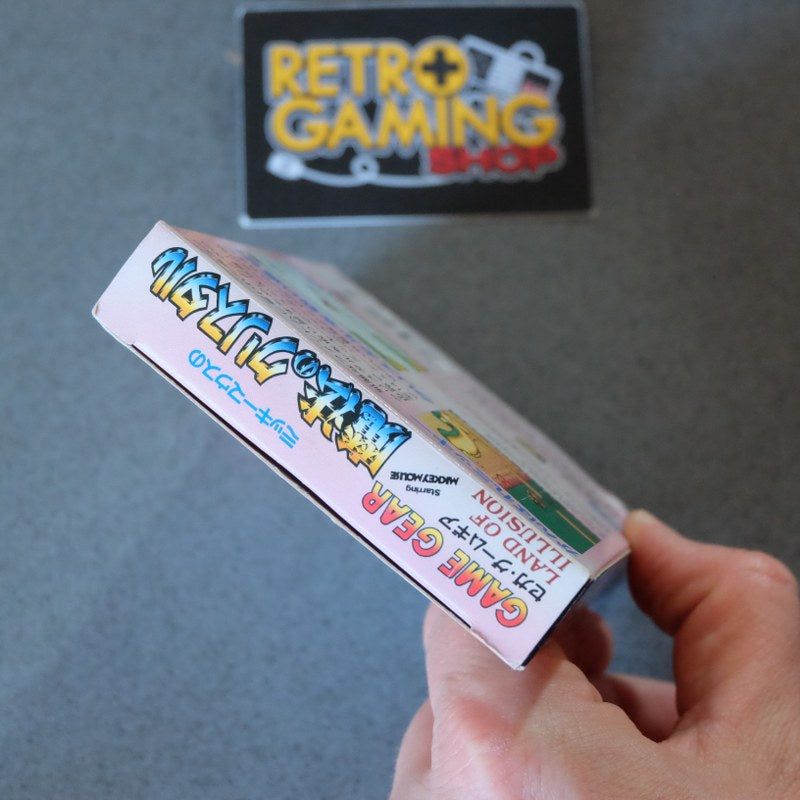 RETRO
GAMING
SHOP
ミッキーマウスの
魔法のクリスタル
GAME GEAR
セガ・ゲームギア
LAND OF
ILLUSION
Starring
MICKEY MOUSE